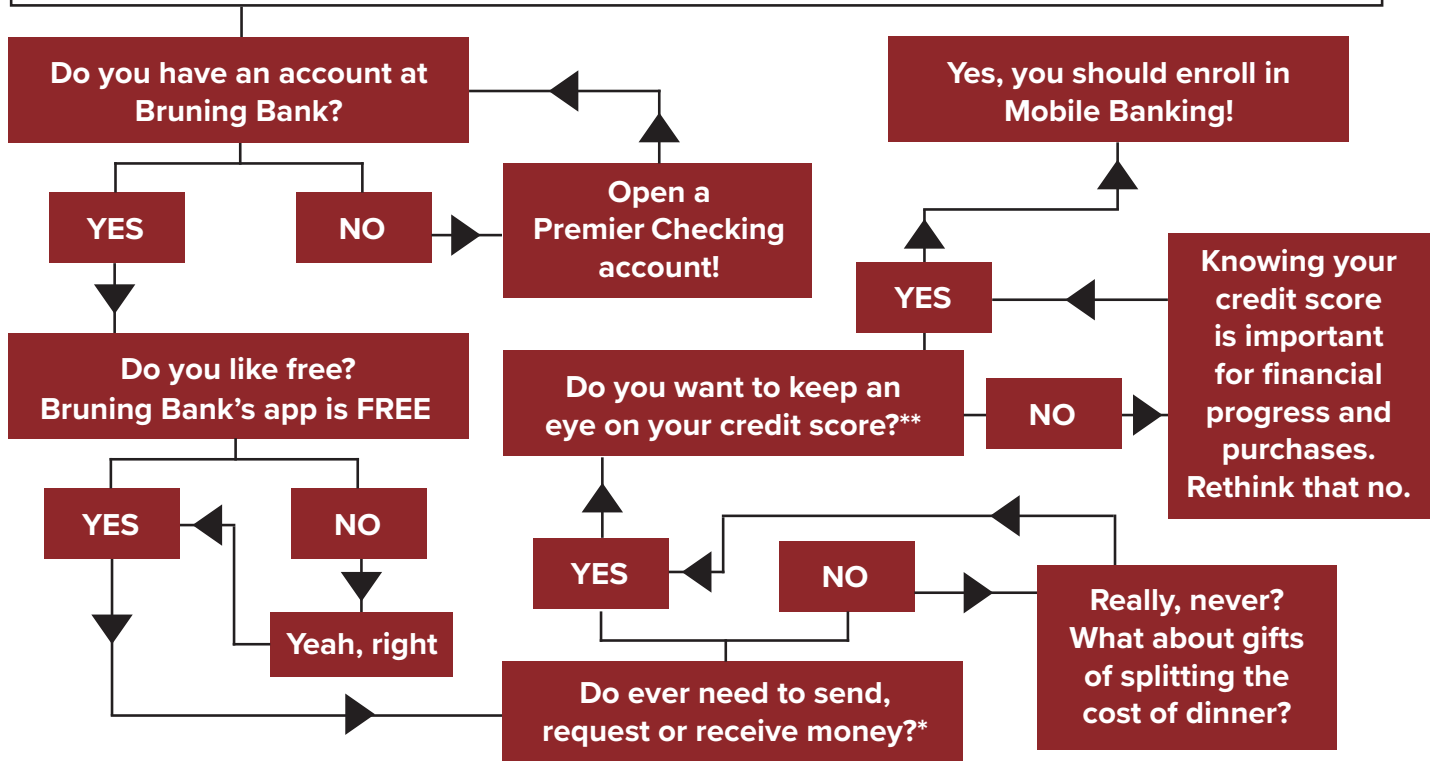 Do you have an account at
Bruning Bank?
YES
NO
Open a
Premier Checking
account!
Do you like free?
Bruning Bank's app is FREE
YES
NO
Yeah, right
Do ever need to send,
request or receive money?*
YES
NO
Really, never?
What about gifts
of splitting the
cost of dinner?
Do you want to keep an
eye on your credit score?**
YES
NO
Knowing your
credit score
is important
for financial
progress and
purchases.
Rethink that no.
Yes, you should enroll in
Mobile Banking!